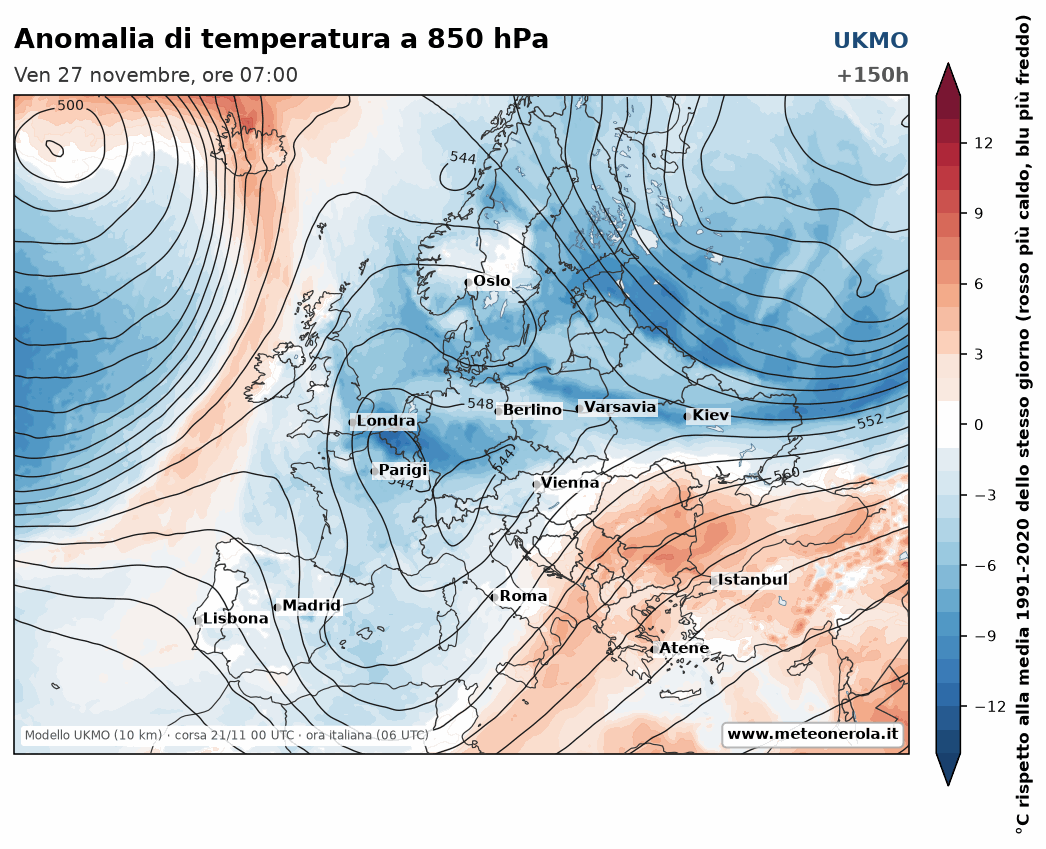 Anomalia di temperatura a 850 hPa
UKMO
Ven 27 novembre, ore 07:00
+150h
500
544
Oslo
548
Berlino
Varsavia
Kiev
Londra
552
544
Parigi
544
Vienna
560
Istanbul
Roma
Madrid
Lisbona
Atene
Modello UKMO (10 km) · corsa 21/11 00 UTC · ora italiana (06 UTC)
www.meteonerola.it
12
9
6
3
0
−3
−6
−9
−12
°C rispetto alla media 1991-2020 dello stesso giorno (rosso più caldo, blu più freddo)